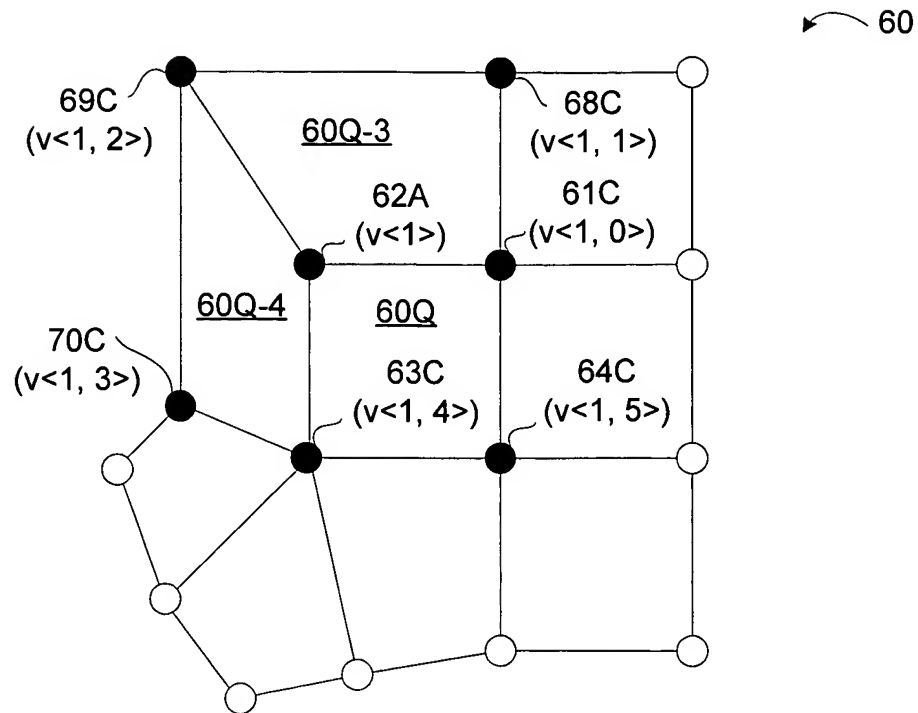 60
69C
(v<1, 2>)
60Q-3
68C
(v<1, 1>)
62A
(v<1>)
61C
(v<1, 0>)
60Q-4
60Q
70C
(v<1, 3>)
63C
(v<1, 4>)
64C
(v<1, 5>)